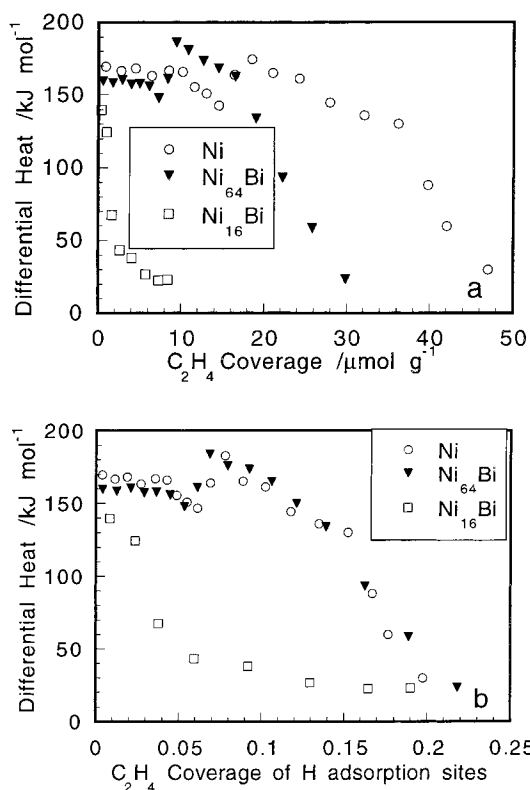 200
150
100
50
0
Differential Heat /kJ mol⁻¹
Ni
Ni₆₄Bi
Ni₁₆Bi
a
0 10 20 30 40 50
C₂H₄ Coverage /μmol g⁻¹
200
150
100
50
0
Differential Heat /kJ mol⁻¹
Ni
Ni₆₄Bi
Ni₁₆Bi
b
0 0.05 0.1 0.15 0.2 0.25
C₂H₄ Coverage of H adsorption sites